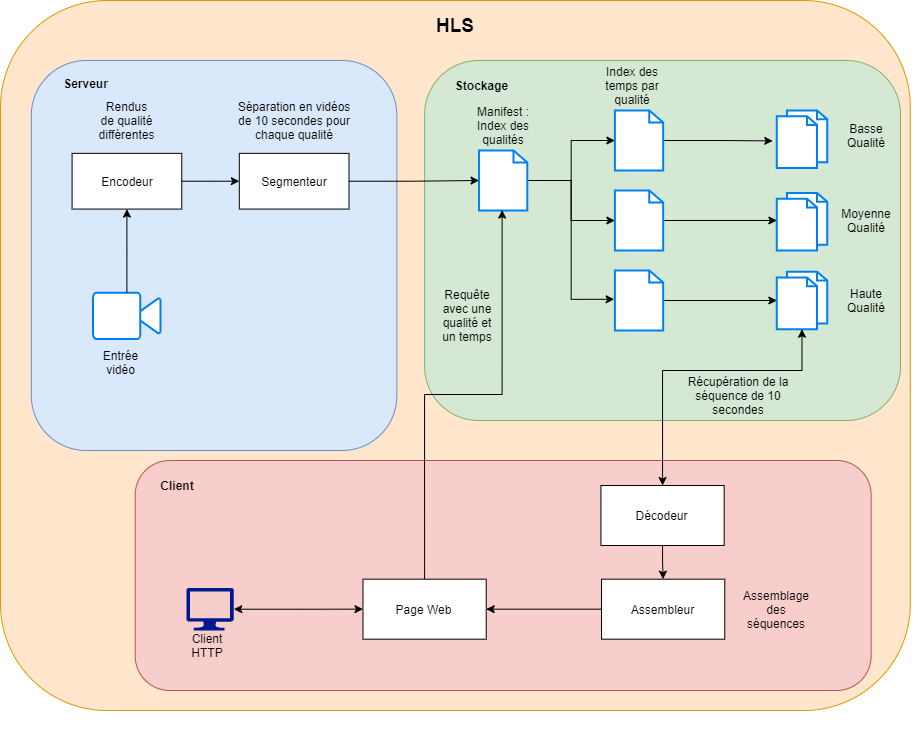 HLS
Serveur
Rendus
de qualité
différentes
Séparation en vidéos
de 10 secondes pour
chaque qualité
Encodeur
Segmenteur
Entrée
vidéo
Stockage
Manifest :
Index des
qualités
Index des
temps par
qualité
Basse
Qualité
Moyenne
Qualité
Haute
Qualité
Requête
avec une
qualité et
un temps
Récupération de la
séquence de 10
secondes
Client
Décodeur
Assembleur
Assemblage
des
séquences
Page Web
Client
HTTP